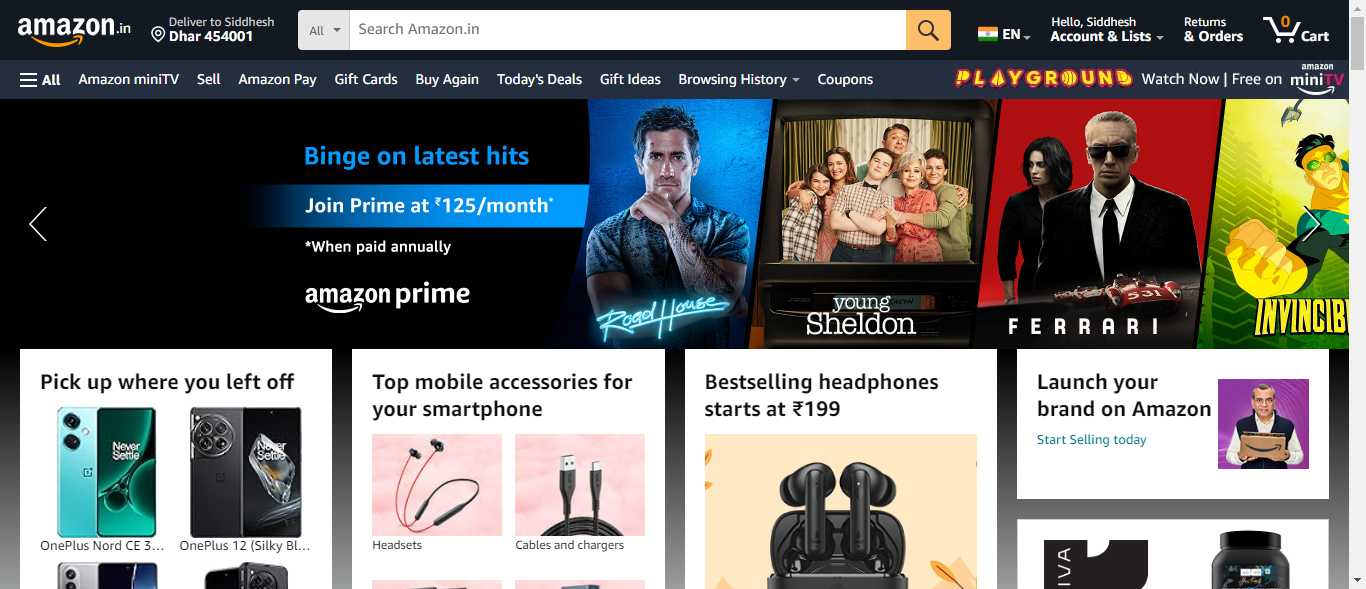 amazon.in
Deliver to Siddhesh
Dhar 454001
All
Search Amazon.in
EN
Hello, Siddhesh
Account & Lists
Returns
& Orders
0
Cart
All
Amazon miniTV
Sell
Amazon Pay
Gift Cards
Buy Again
Today's Deals
Gift Ideas
Browsing History
Coupons
PLAYGROUND
Watch Now | Free on
amazon
miniTV
Binge on latest hits
Join Prime at ₹125/month*
*When paid annually
amazon prime
Road House
young
Sheldon
531
FERRARI
INVINCIB
Pick up where you left off
Never
Settle
Never
Settle
OnePlus Nord CE 3...
OnePlus 12 (Silky Bl...
Top mobile accessories for
your smartphone
Headsets
Cables and chargers
Bestselling headphones
starts at ₹199
Launch your
brand on Amazon
Start Selling today
IVA